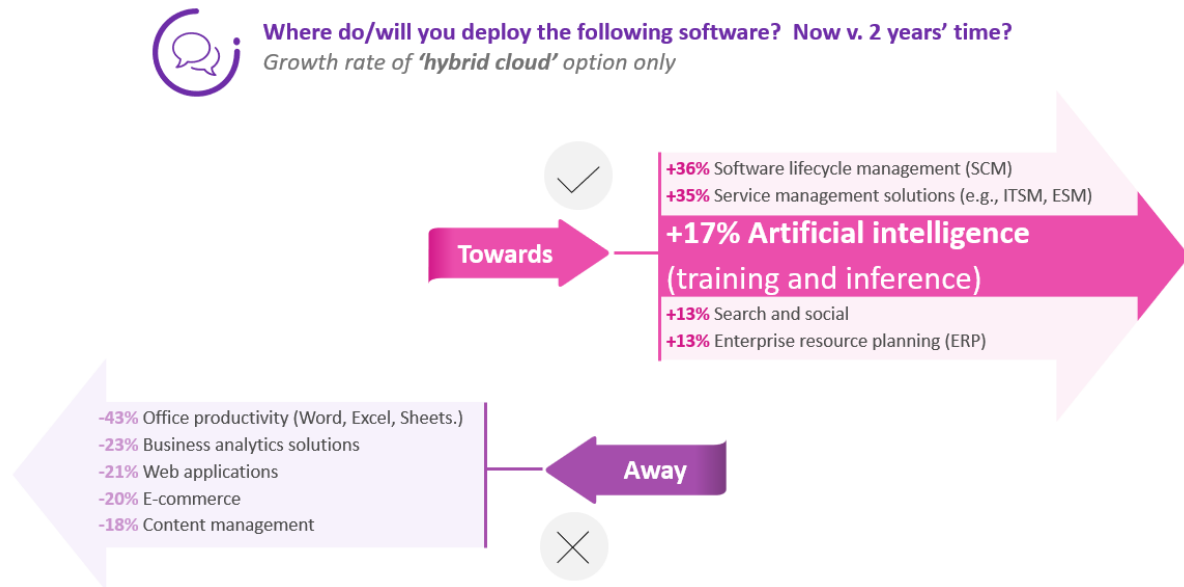 Where do/will you deploy the following software?  Now v. 2 years’ time?
Growth rate of ‘hybrid cloud’ option only
Towards
+36% Software lifecycle management (SCM)
+35% Service management solutions (e.g., ITSM, ESM)
+17% Artificial intelligence
(training and inference)
+13% Search and social
+13% Enterprise resource planning (ERP)
-43% Office productivity (Word, Excel, Sheets.)
-23% Business analytics solutions
-21% Web applications
-20% E-commerce
-18% Content management
Away